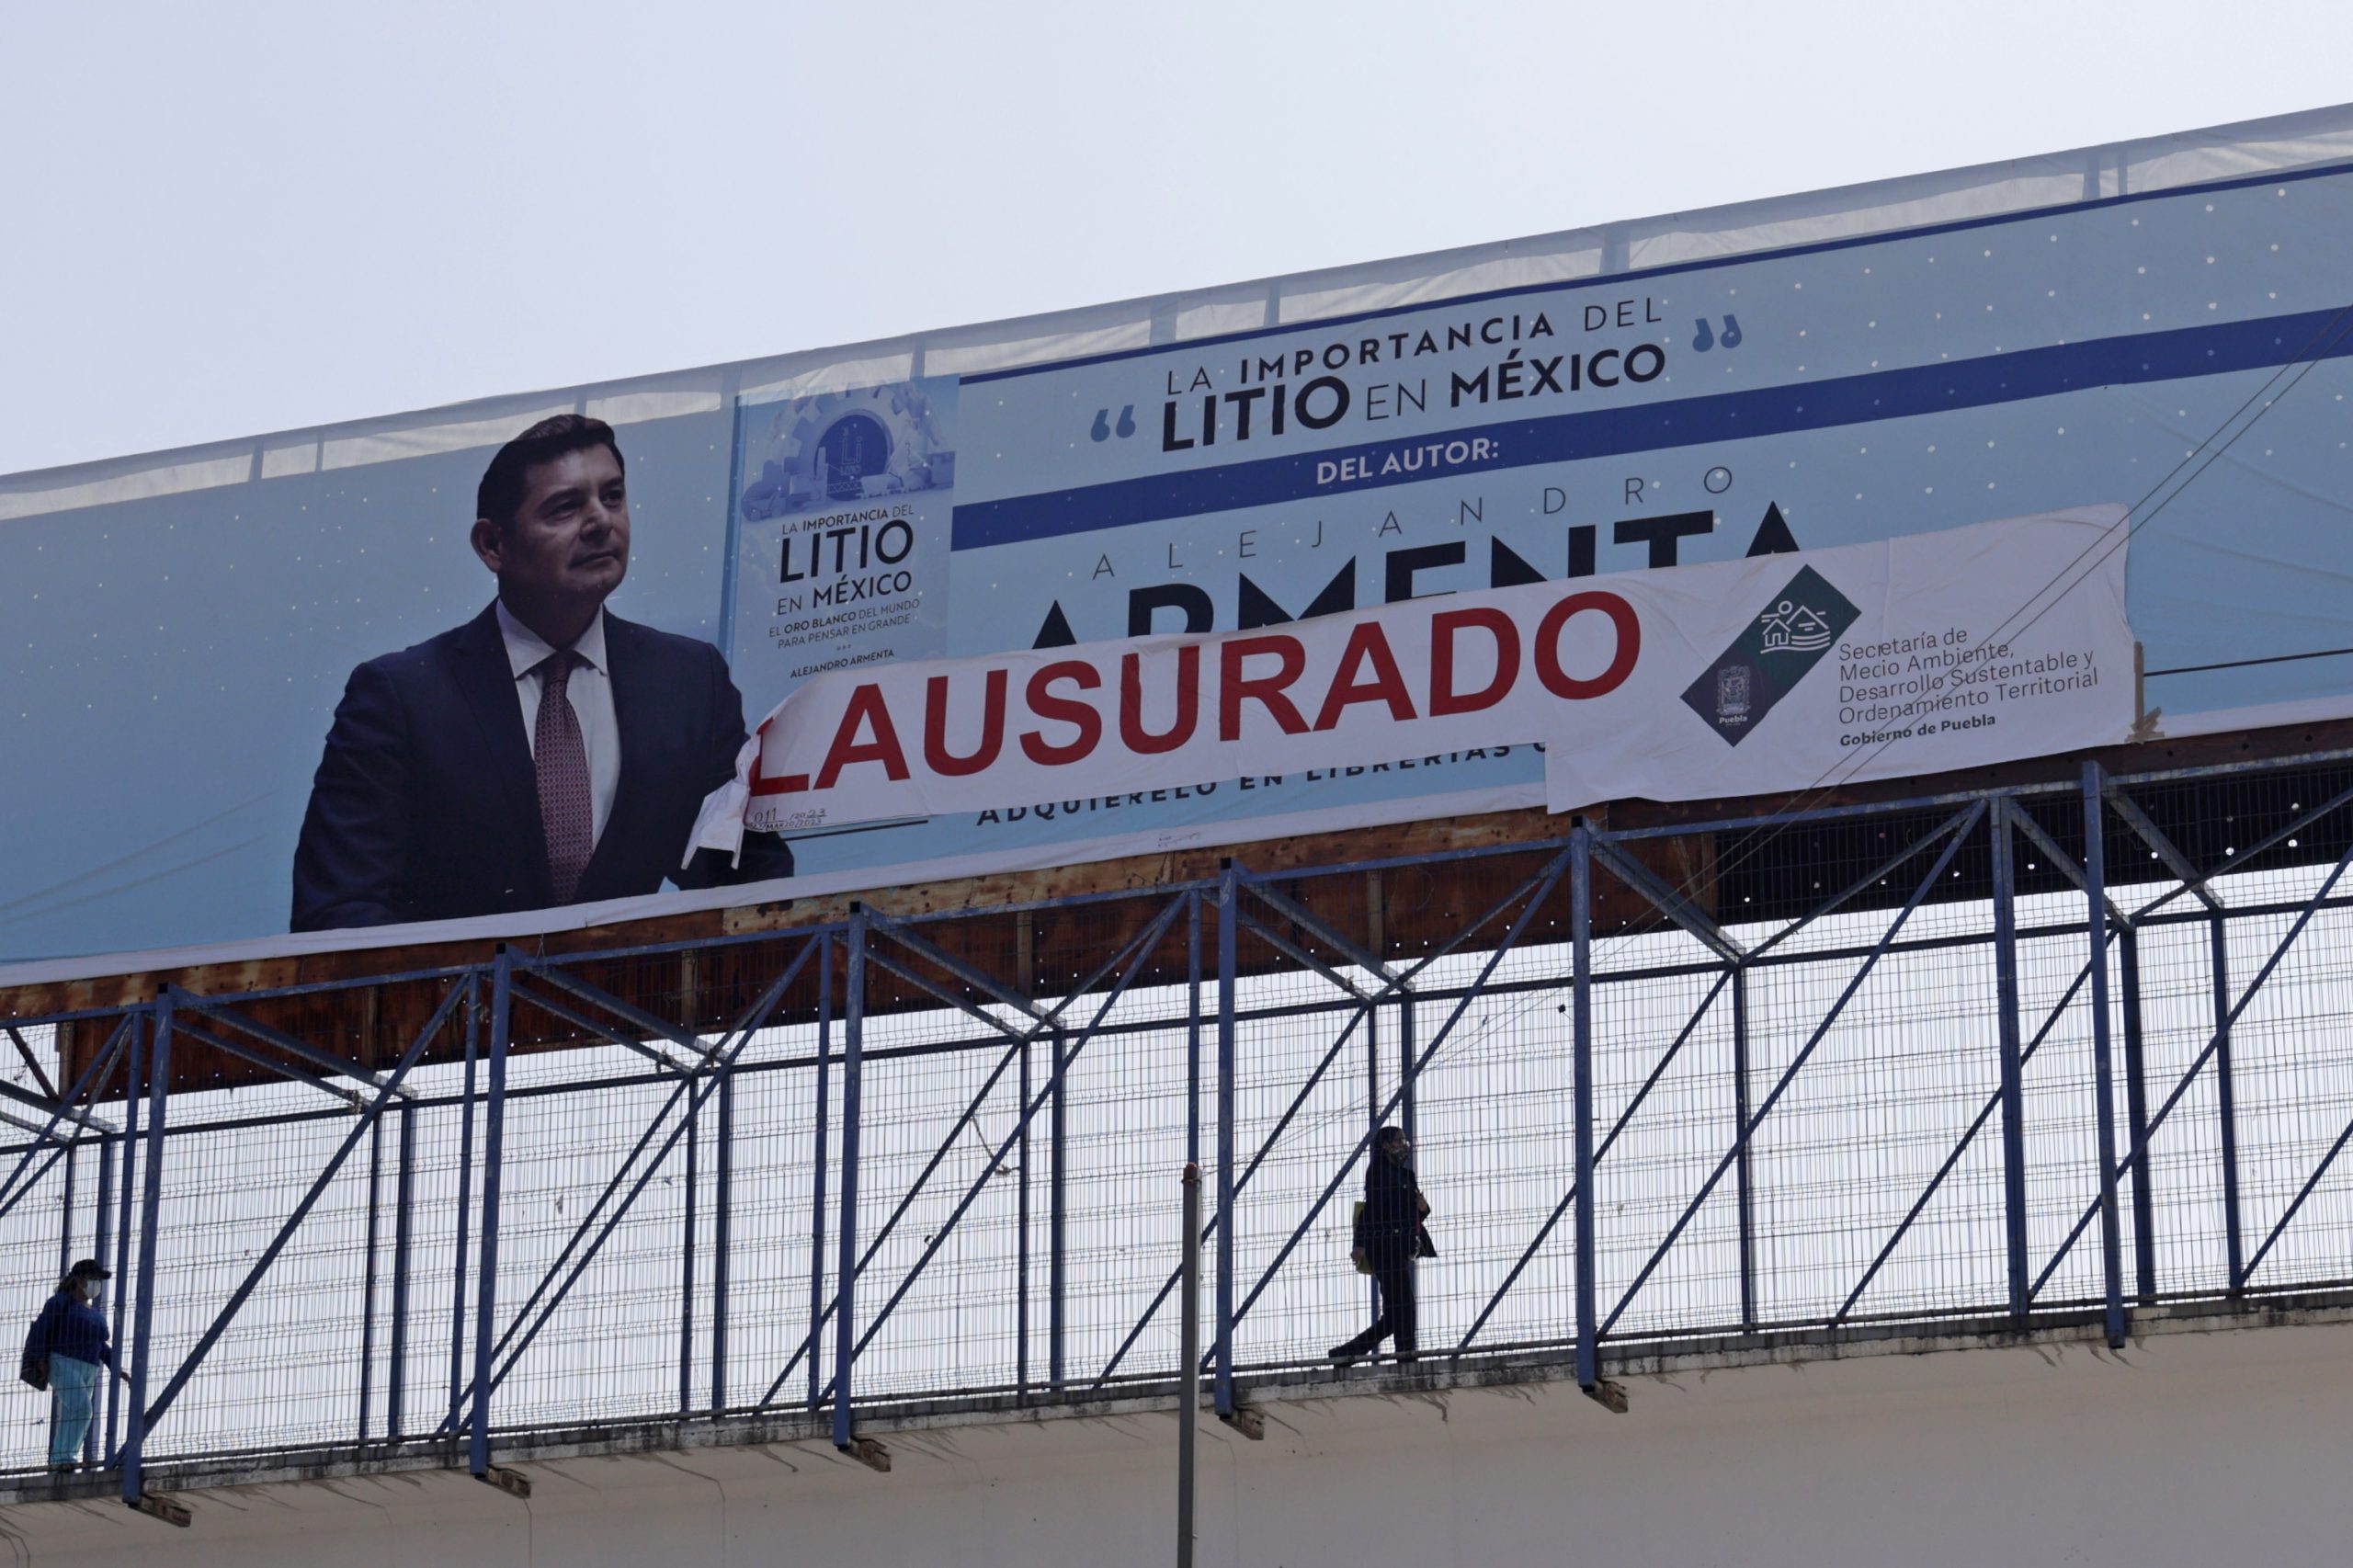 “ LA IMPORTANCIA DEL
LITIO EN MÉXICO ”
DEL AUTOR:
ALEJANDRO
ARMENTA
LA IMPORTANCIA DEL
LITIO
EN MÉXICO
EL ORO BLANCO DEL MUNDO
PARA PENSAR EN GRANDE
ALEJANDRO ARMENTA
LAUSURADO
Puebla
Secretaría de
Medio Ambiente,
Desarrollo Sustentable y
Ordenamiento Territorial
Gobierno de Puebla
ADQUIÉRELO EN LIBRERÍAS